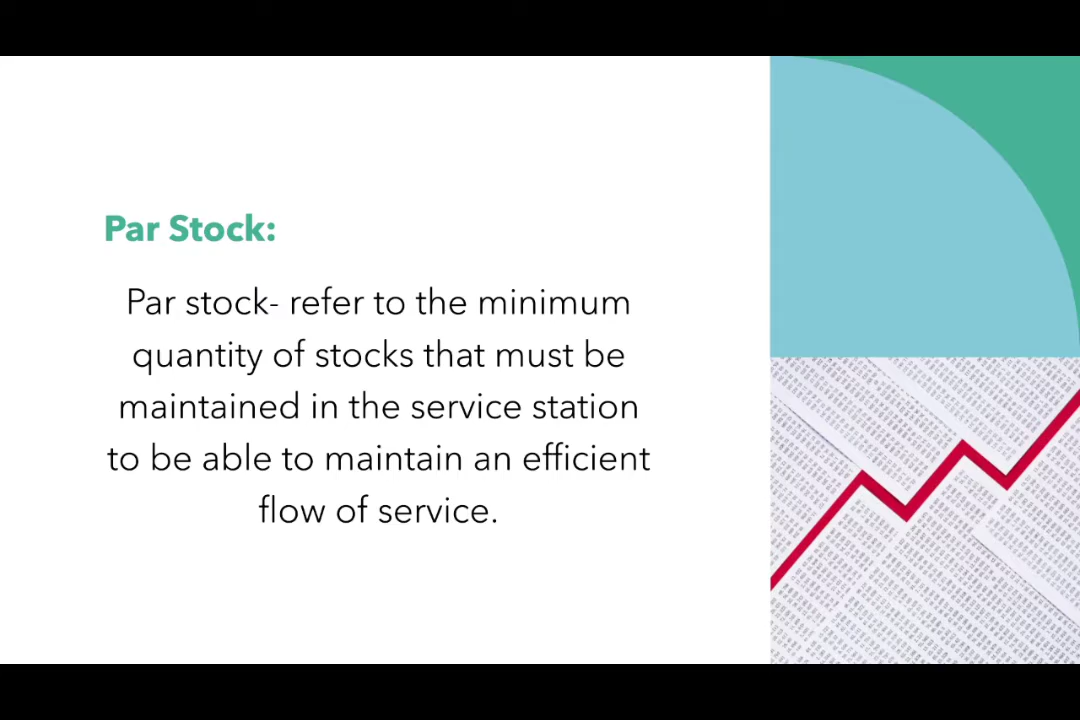 Par Stock:
Par stock- refer to the minimum
quantity of stocks that must be
maintained in the service station
to be able to maintain an efficient
flow of service.